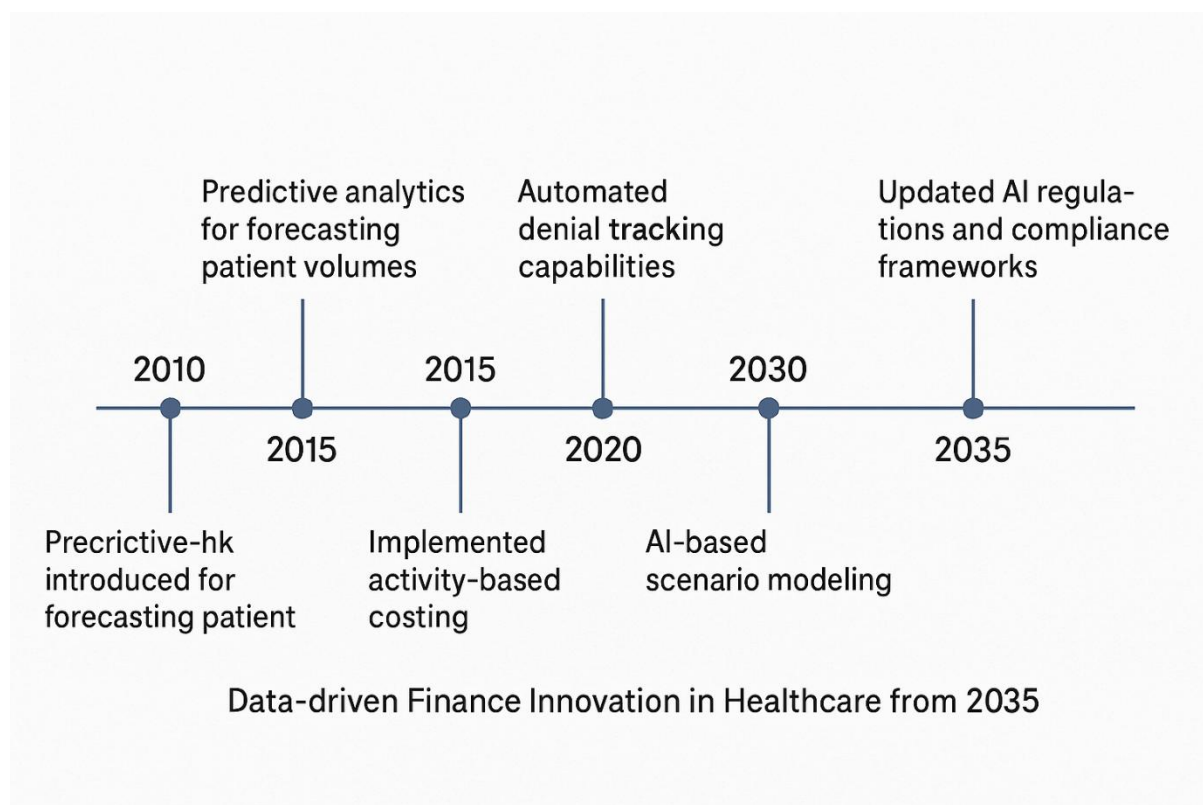 Predictive analytics
for forecasting
patient volumes
Automated
denial tracking
capabilities
Updated AI regula-
tions and compliance
frameworks
2010
2015
2030
2015
2020
2035
Precrictive-hk
introduced for
forecasting patient
Implemented
activity-based
costing
AI-based
scenario modeling
Data-driven Finance Innovation in Healthcare from 2035